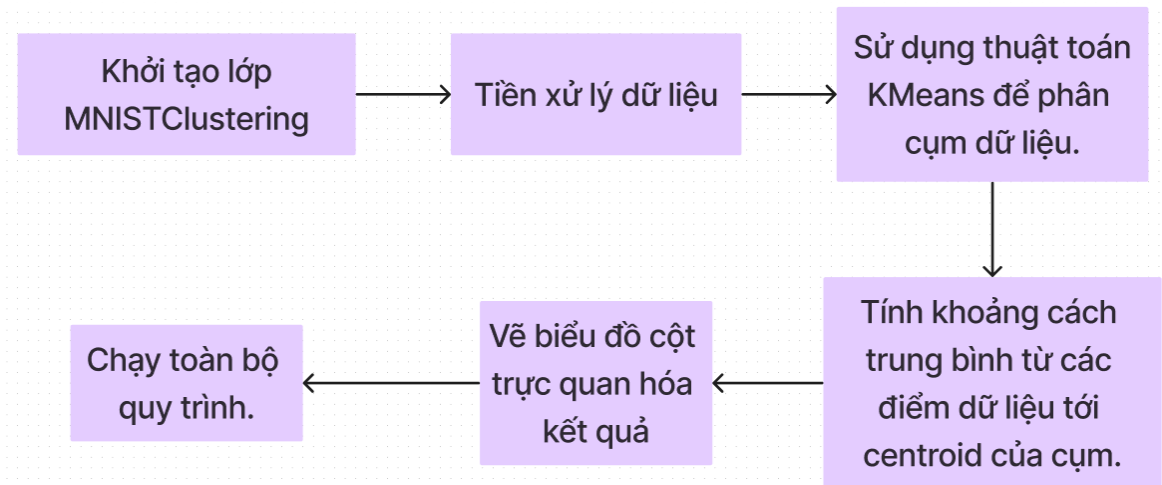 Khởi tạo lớp
MNISTClustering
Tiền xử lý dữ liệu
Sử dụng thuật toán
KMeans để phân
cụm dữ liệu.
Tính khoảng cách
trung bình từ các
điểm dữ liệu tới
centroid của cụm.
Vẽ biểu đồ cột
trực quan hóa
kết quả
Chạy toàn bộ
quy trình.